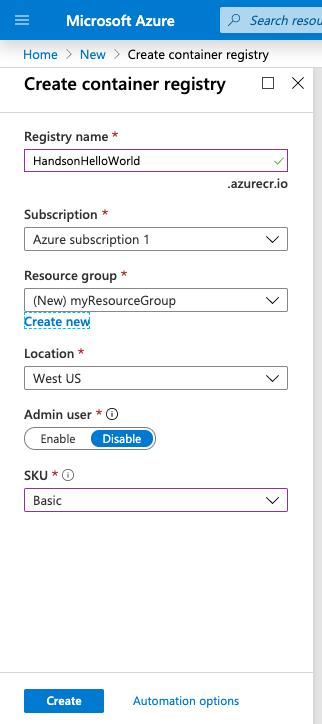 Microsoft Azure
Search resou
Home > New > Create container registry
Create container registry
Registry name *
HandsonHelloWorld
.azurecr.io
Subscription *
Azure subscription 1
Resource group *
(New) myResourceGroup
Create new
Location *
West US
Admin user *
Enable Disable
SKU *
Basic
Create Automation options